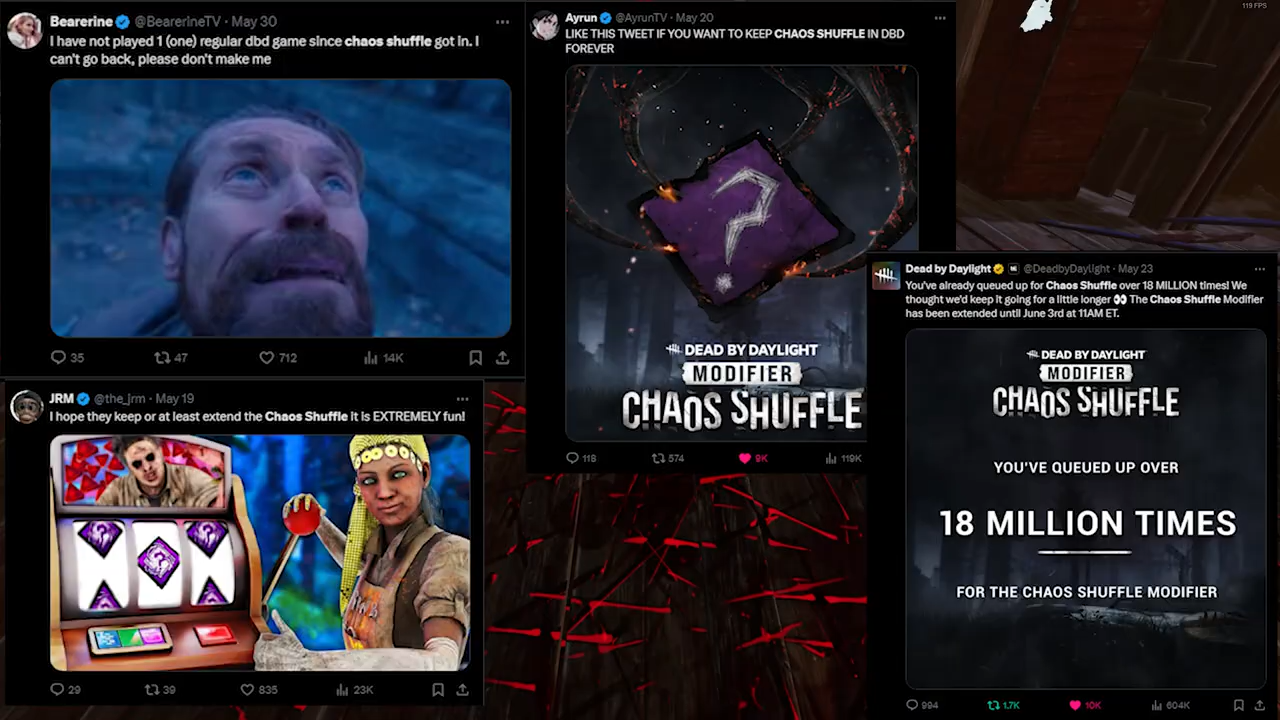 Bearerine @BearerineTV · May 30
I have not played 1 (one) regular dbd game since chaos shuffle got in. I
can't go back, please don't make me
35 47 712 14K
Ayrun @AyrunTV · May 20
LIKE THIS TWEET IF YOU WANT TO KEEP CHAOS SHUFFLE IN DBD
FOREVER
DEAD BY DAYLIGHT
MODIFIER
CHAOS SHUFFLE
118 574 9K 119K
119 FPS
JRM @the_jrm · May 19
I hope they keep or at least extend the Chaos Shuffle it is EXTREMELY fun!
29 39 835 23K
Dead by Daylight @DeadbyDaylight · May 23
You've already queued up for Chaos Shuffle over 18 MILLION times! We
thought we'd keep it going for a little longer 👀 The Chaos Shuffle Modifier
has been extended until June 3rd at 11AM ET.
DEAD BY DAYLIGHT
MODIFIER
CHAOS SHUFFLE
YOU'VE QUEUED UP OVER
18 MILLION TIMES
FOR THE CHAOS SHUFFLE MODIFIER
994 1.7K 10K 604K